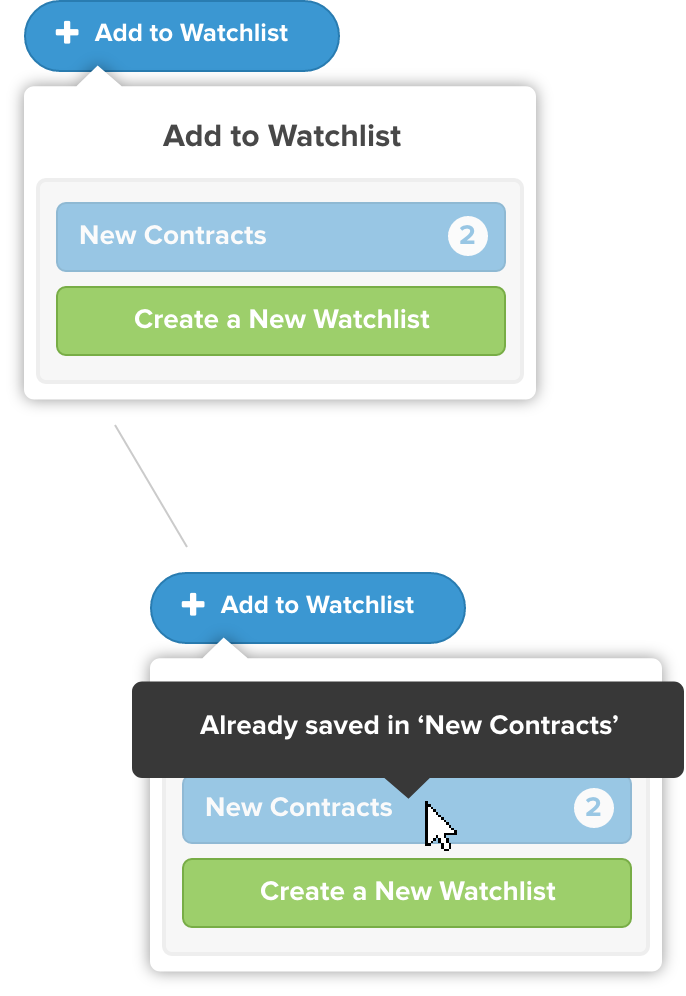 Add to Watchlist
Add to Watchlist
New Contracts 2
Create a New Watchlist
Add to Watchlist
Already saved in ‘New Contracts’
New Contracts 2
Create a New Watchlist